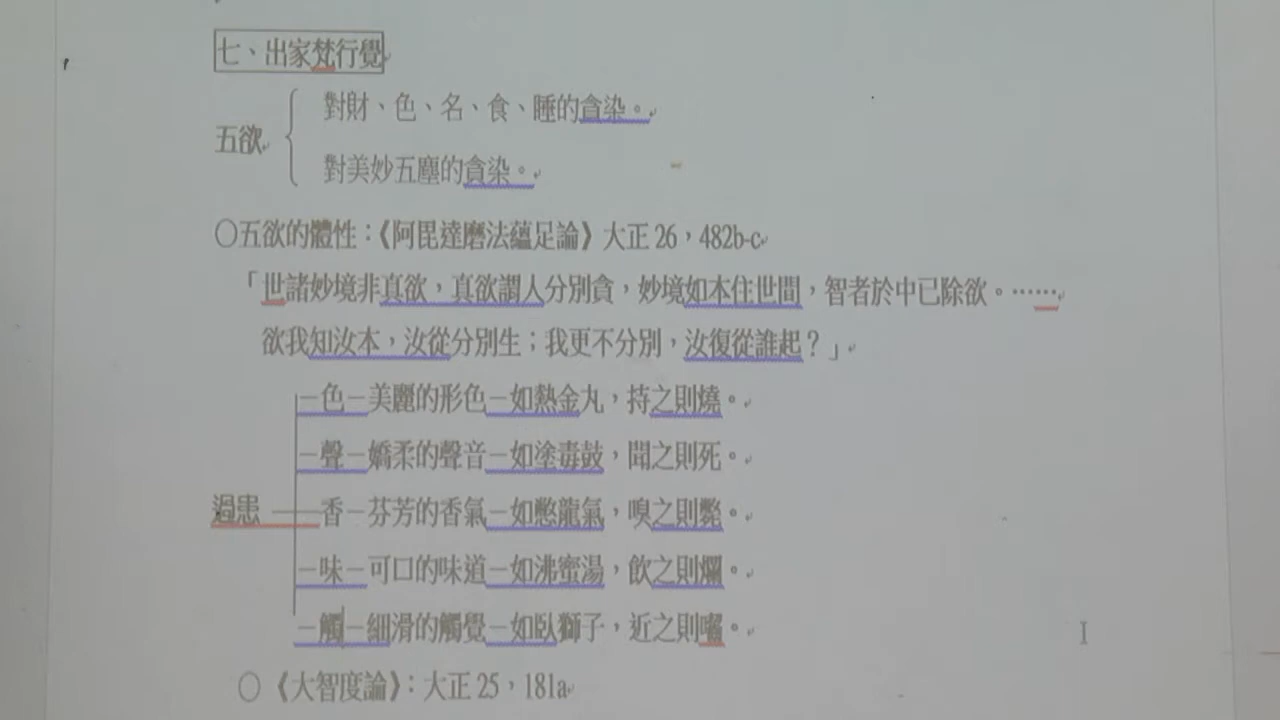 七、出家梵行覺
五欲
對財、色、名、食、睡的貪染。
對美妙五塵的貪染。
〇五欲的體性：《阿毘達磨法蘊足論》大正 26，482b-c
「世諸妙境非真欲，真欲謂人分別貪，妙境如本住世間，智者於中已除欲。……
欲我知汝本，汝從分別生；我更不分別，汝復從誰起？」
過患
－色－美麗的形色－如熱金丸，持之則燒。
－聲－嬌柔的聲音－如塗毒鼓，聞之則死。
－香－芬芳的香氣－如憋龍氣，嗅之則斃。
－味－可口的味道－如沸蜜湯，飲之則爛。
－觸－細滑的觸覺－如臥獅子，近之則囓。
〇《大智度論》：大正 25，181a